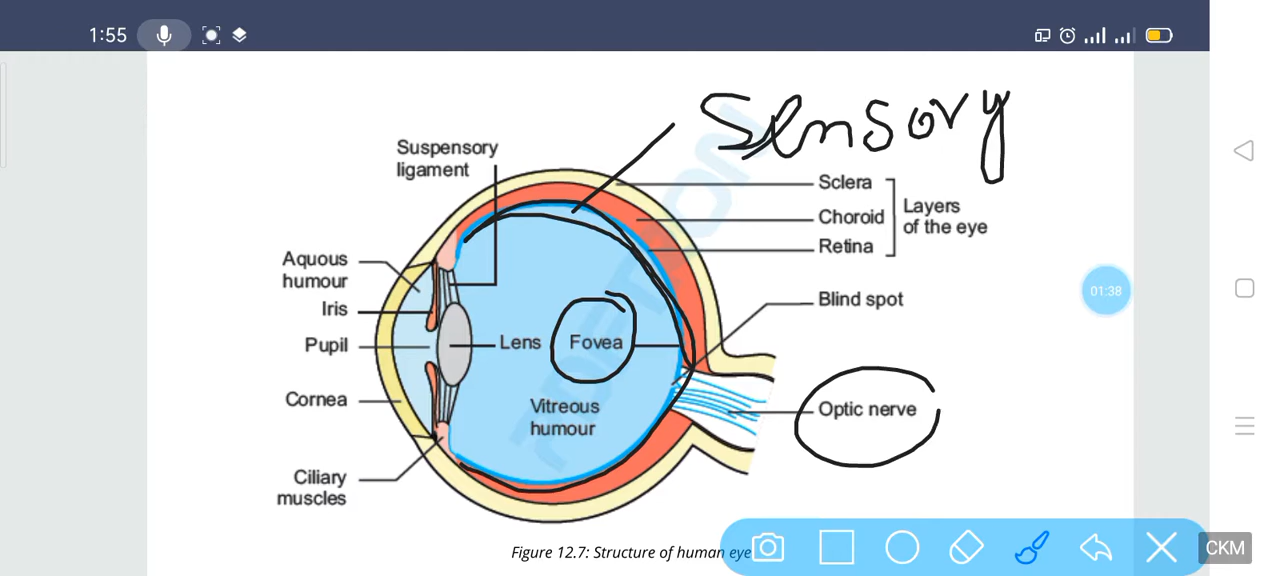 1:55
Sensory
Suspensory
ligament
Sclera
Choroid
Retina
Layers
of the eye
Aquous
humour
Iris
Pupil
Cornea
Ciliary
muscles
Lens
Fovea
Vitreous
humour
Blind spot
Optic nerve
01:38
Figure 12.7: Structure of human eye
CKM